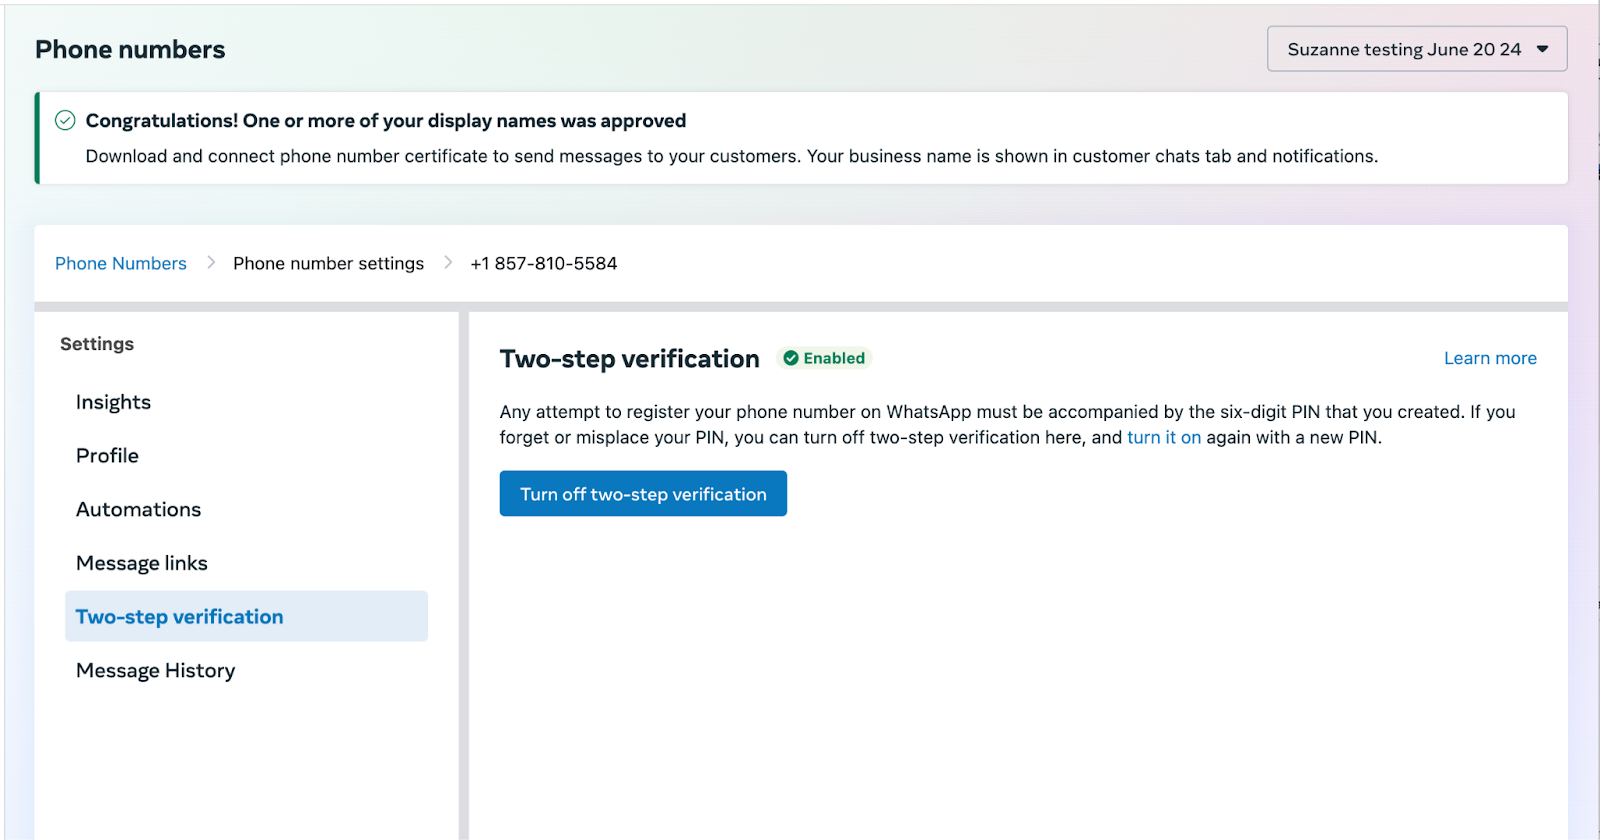 Phone numbers
Suzanne testing June 20 24
Congratulations! One or more of your display names was approved
Download and connect phone number certificate to send messages to your customers. Your business name is shown in customer chats tab and notifications.
Phone Numbers > Phone number settings > +1 857-810-5584
Settings
Insights
Profile
Automations
Message links
Two-step verification
Message History
Two-step verification Enabled
Learn more
Any attempt to register your phone number on WhatsApp must be accompanied by the six-digit PIN that you created. If you
forget or misplace your PIN, you can turn off two-step verification here, and turn it on again with a new PIN.
Turn off two-step verification